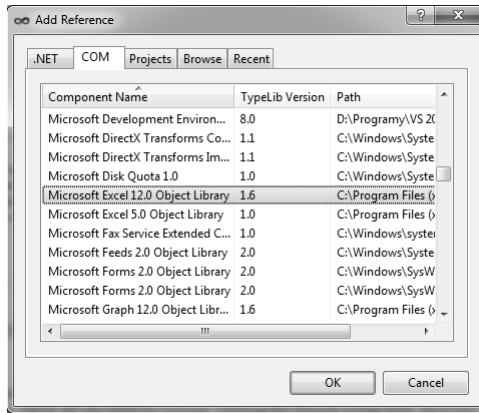 Add Reference
.NET COM Projects Browse Recent
Component Name TypeLib Version Path
Microsoft Development Environ... 8.0 D:\Programy\VS 20
Microsoft DirectX Transforms Co... 1.1 C:\Windows\Syste
Microsoft DirectX Transforms Im... 1.1 C:\Windows\Syste
Microsoft Disk Quota 1.0 1.0 C:\Windows\Syste
Microsoft Excel 12.0 Object Library 1.6 C:\Program Files (x
Microsoft Excel 5.0 Object Library 1.0 C:\Program Files (x
Microsoft Fax Service Extended C... 1.0 C:\Windows\system
Microsoft Feeds 2.0 Object Library 2.0 C:\Windows\Syste
Microsoft Forms 2.0 Object Library 2.0 C:\Windows\SysW
Microsoft Forms 2.0 Object Library 2.0 C:\Windows\SysW
Microsoft Graph 12.0 Object Libr... 1.6 C:\Program Files (x
OK Cancel